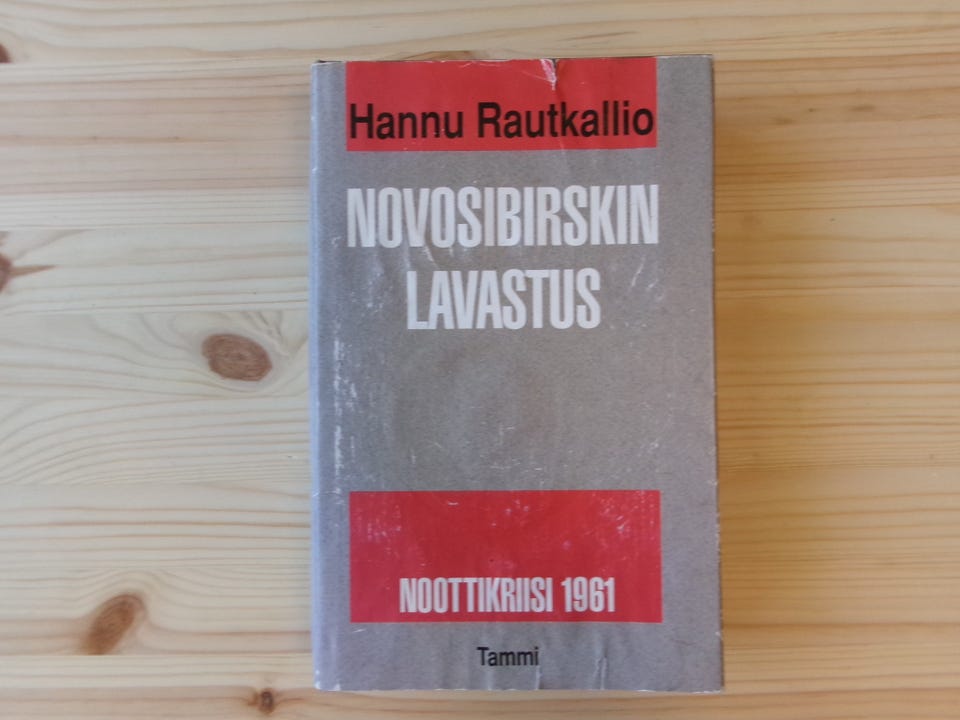 Hannu Rautkallio
NOVOSIBIRSKIN
LAVASTUS
NOOTTIKRIISI 1961
Tammi